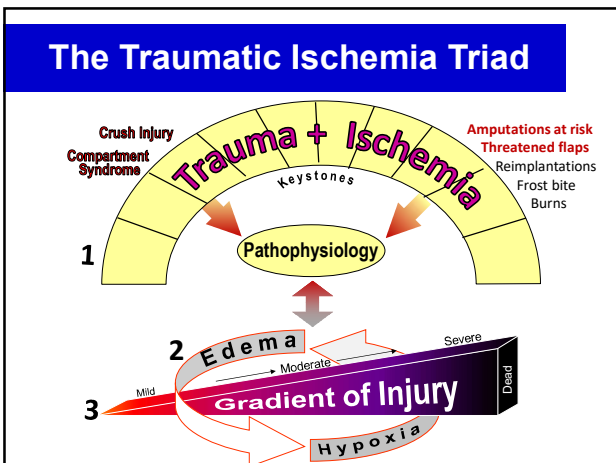 The Traumatic Ischemia Triad
Crush Injury
Compartment
Syndrome
Trauma + Ischemia
Keystones
Amputations at risk
Threatened flaps
Reimplantations
Frost bite
Burns
1
Pathophysiology
2
Edema
Severe
Moderate
Mild
3
Gradient of Injury
Dead
Hypoxia